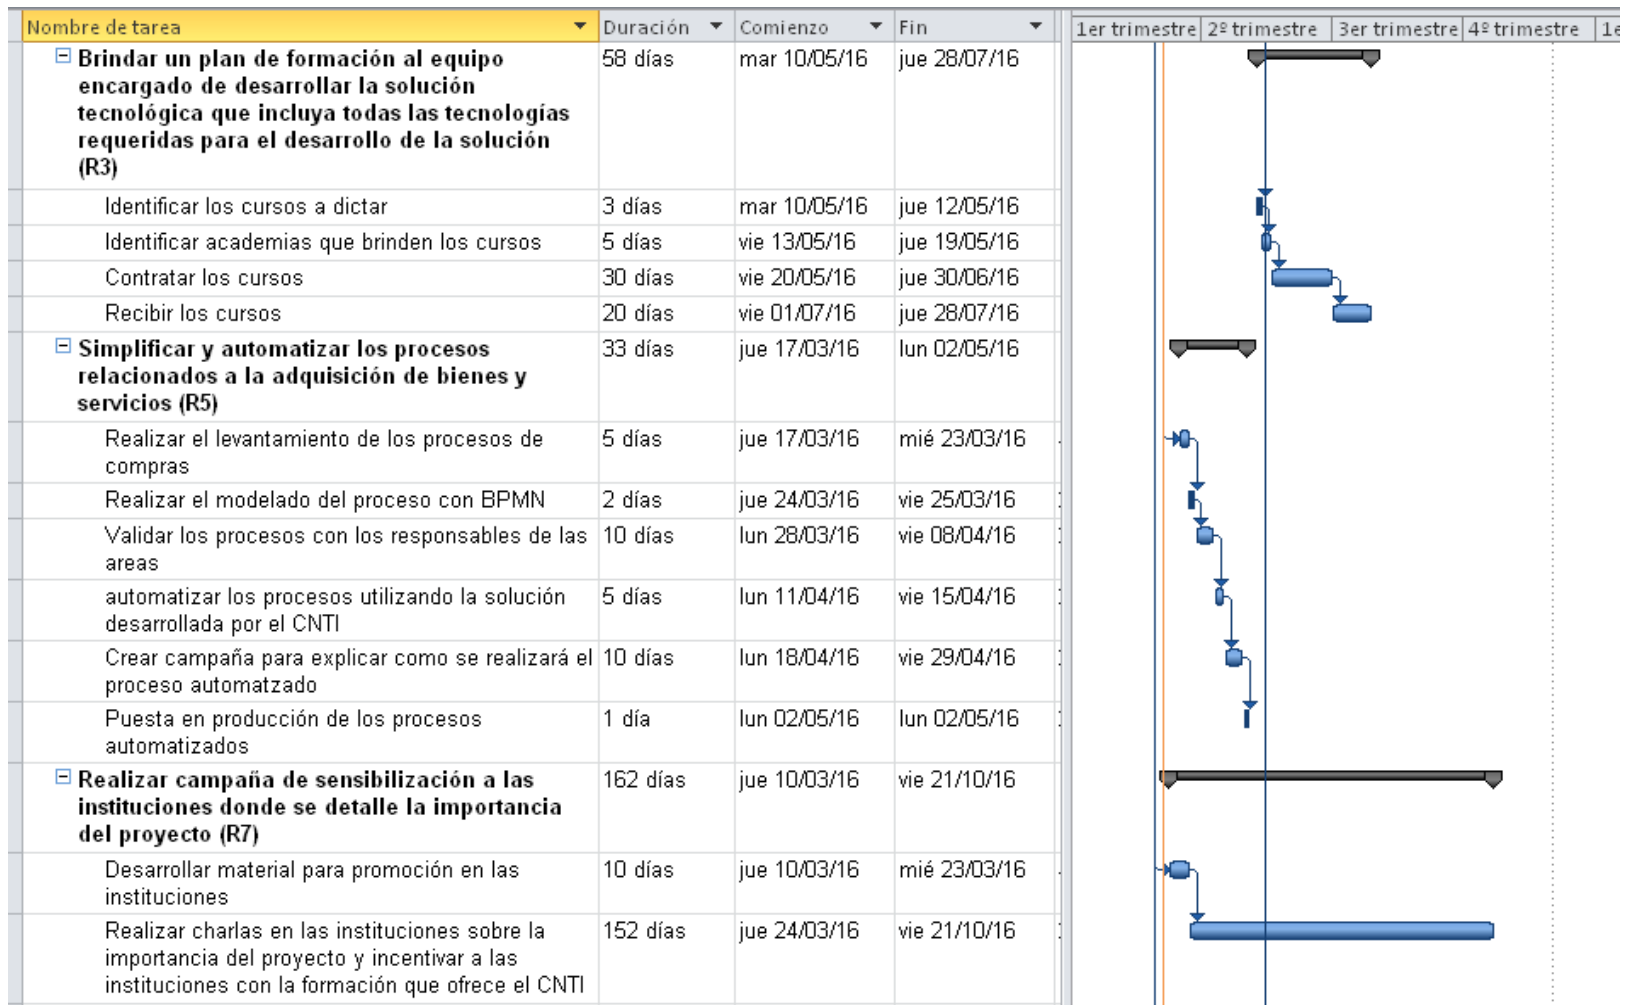 Nombre de tarea Duración Comienzo Fin 1er trimestre 2º trimestre 3er trimestre 4º trimestre 1e
Brindar un plan de formación al equipo 58 días mar 10/05/16 jue 28/07/16
encargado de desarrollar la solución
tecnológica que incluya todas las tecnologías
requeridas para el desarrollo de la solución
(R3)
Identificar los cursos a dictar 3 días mar 10/05/16 jue 12/05/16
Identificar academias que brinden los cursos 5 días vie 13/05/16 jue 19/05/16
Contratar los cursos 30 días vie 20/05/16 jue 30/06/16
Recibir los cursos 20 días vie 01/07/16 jue 28/07/16
Simplificar y automatizar los procesos 33 días jue 17/03/16 lun 02/05/16
relacionados a la adquisición de bienes y
servicios (R5)
Realizar el levantamiento de los procesos de 5 días jue 17/03/16 mié 23/03/16
compras
Realizar el modelado del proceso con BPMN 2 días jue 24/03/16 vie 25/03/16
Validar los procesos con los responsables de las 10 días lun 28/03/16 vie 08/04/16
areas
automatizar los procesos utilizando la solución 5 días lun 11/04/16 vie 15/04/16
desarrollada por el CNTI
Crear campaña para explicar como se realizará el 10 días lun 18/04/16 vie 29/04/16
proceso automatzado
Puesta en producción de los procesos 1 día lun 02/05/16 lun 02/05/16
automatizados
Realizar campaña de sensibilización a las 162 días jue 10/03/16 vie 21/10/16
instituciones donde se detalle la importancia
del proyecto (R7)
Desarrollar material para promoción en las 10 días jue 10/03/16 mié 23/03/16
instituciones
Realizar charlas en las instituciones sobre la 152 días jue 24/03/16 vie 21/10/16
importancia del proyecto y incentivar a las
instituciones con la formación que ofrece el CNTI